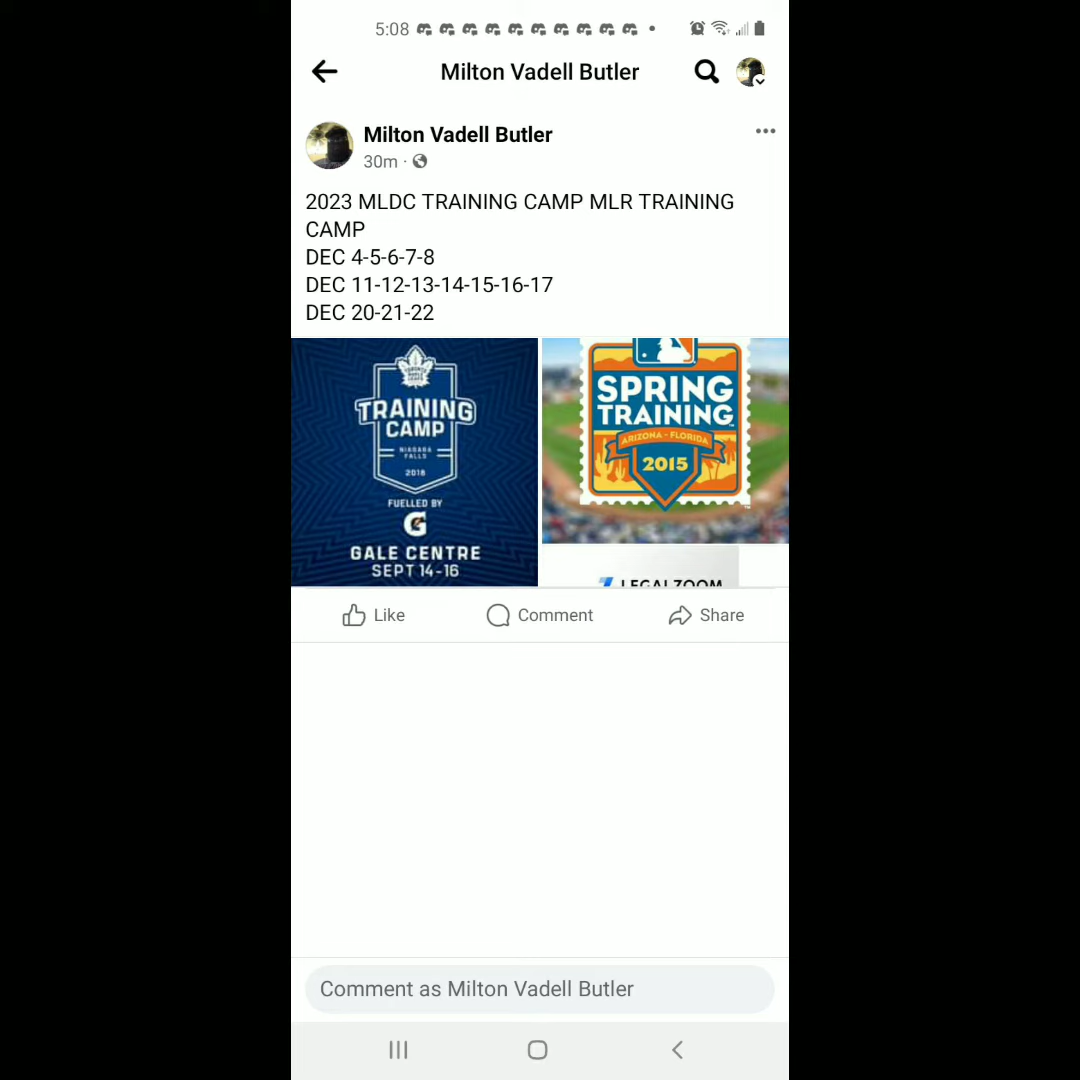 5:08
Milton Vadell Butler
Milton Vadell Butler
30m ·
2023 MLDC TRAINING CAMP MLR TRAINING
CAMP
DEC 4-5-6-7-8
DEC 11-12-13-14-15-16-17
DEC 20-21-22
TRAINING
CAMP
NIAGARA
FALLS
2018
FUELLED BY
G
GALE CENTRE
SEPT 14-16
SPRING
TRAINING
ARIZONA - FLORIDA
2015
LEGALZOOM
Like
Comment
Share
Comment as Milton Vadell Butler